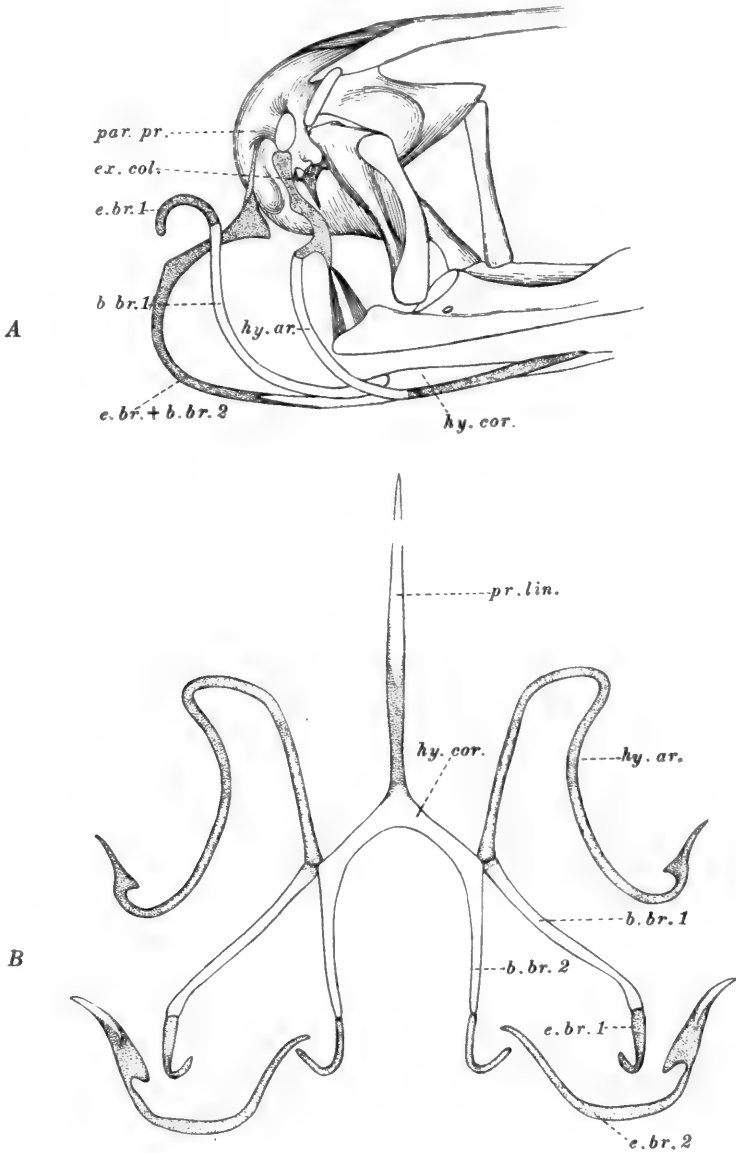 par. pr.
ex. col.
e.br.1
b br.1
A
hy. ar.
e.br. + b.br. 2
hy. cor.
pr. lin.
hy. cor.
hy. ar.
b. br. 1
B
b. br. 2
e. br. 1
e. br. 2